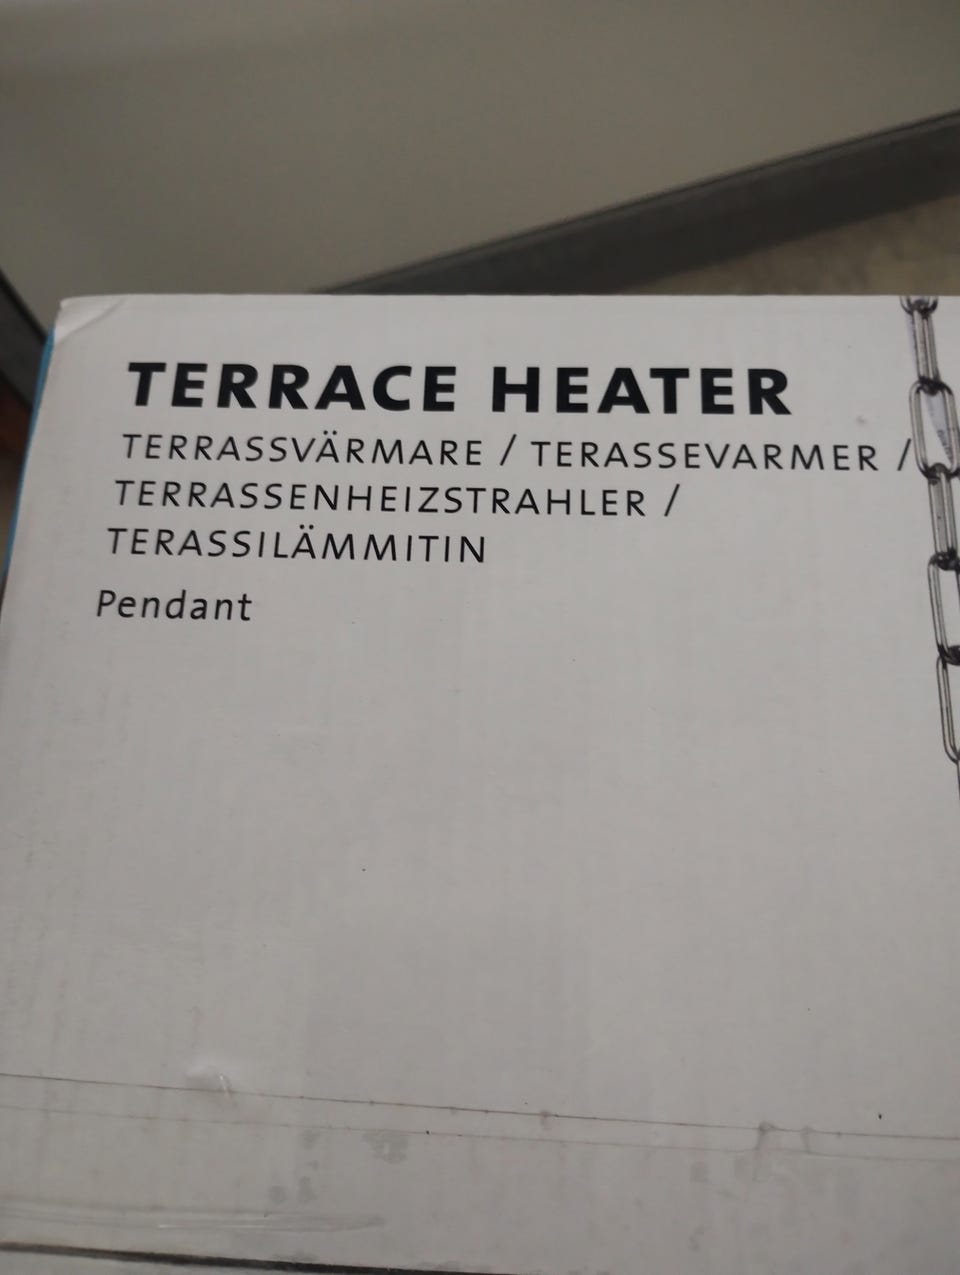 TERRACE HEATER
TERRASSVÄRMARE / TERASSEVARMER /
TERRASSENHEIZSTRAHLER /
TERASSILÄMMITIN
Pendant